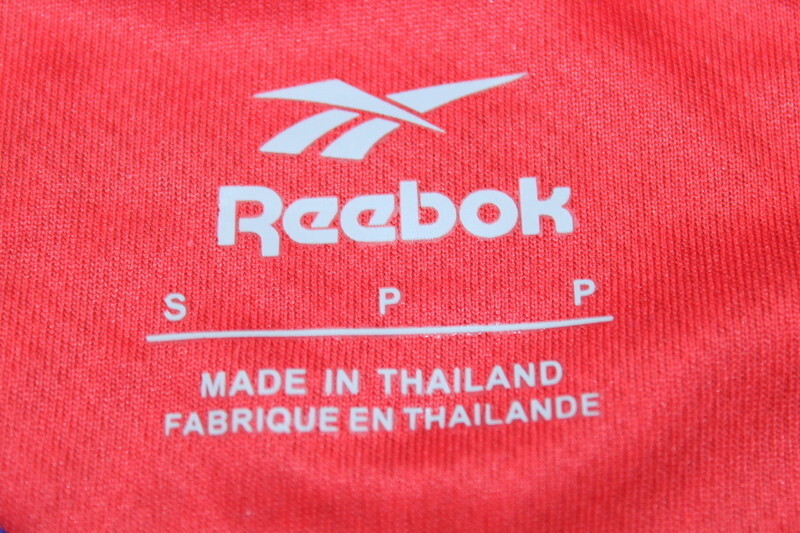 Reebok
S P P
MADE IN THAILAND
FABRIQUE EN THAILANDE